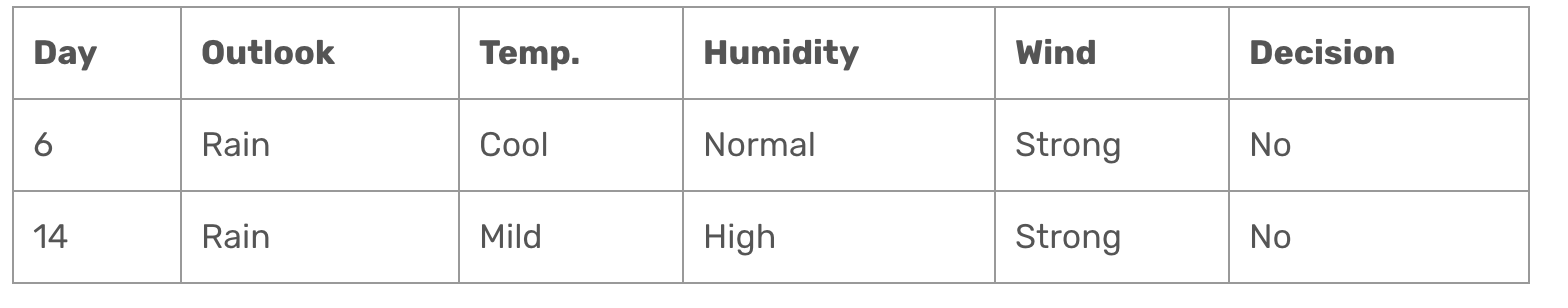 Day Outlook Temp. Humidity Wind Decision
6 Rain Cool Normal Strong No
14 Rain Mild High Strong No